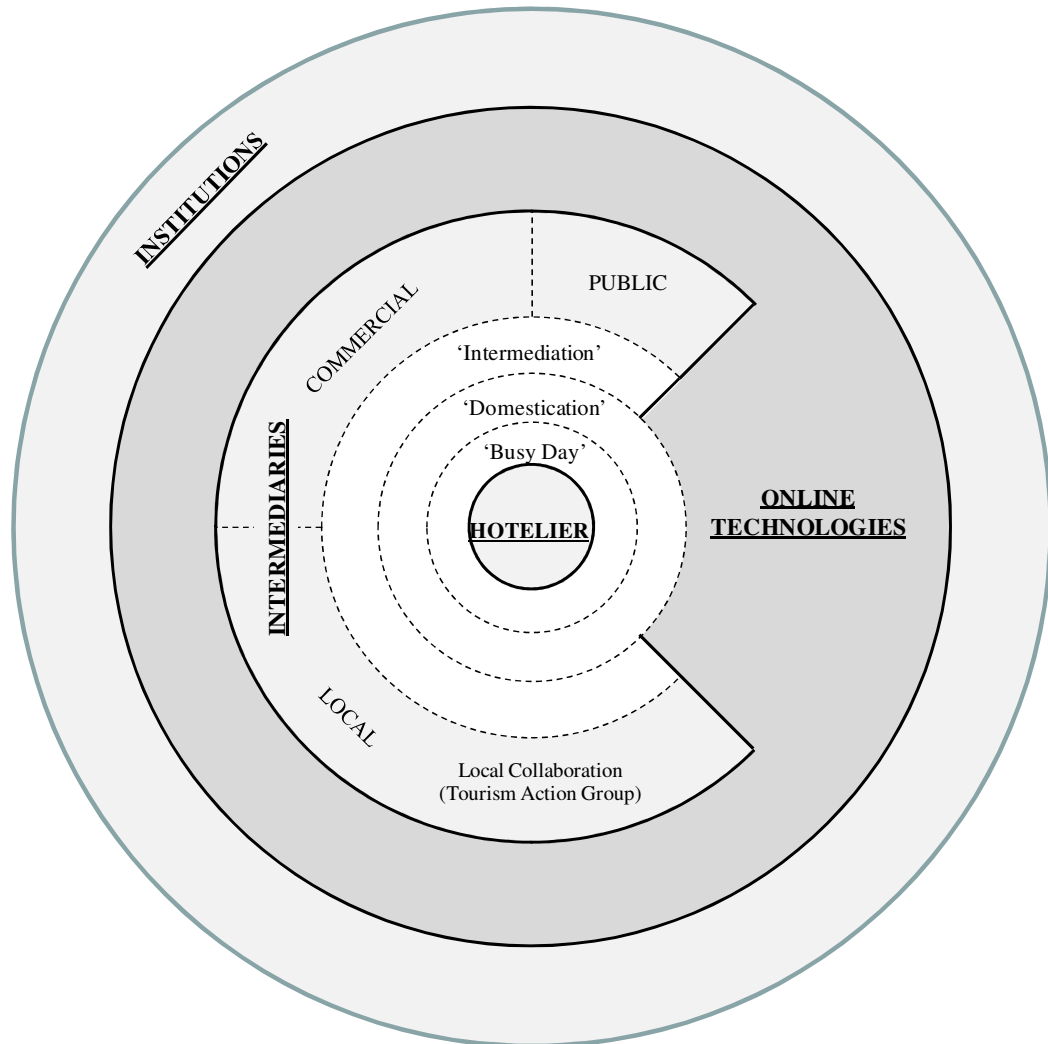 INSTITUTIONS
COMMERCIAL
PUBLIC
‘Intermediation’
‘Domestication’
‘Busy Day’
HOTELIER
INTERMEDIARIES
ONLINE
TECHNOLOGIES
LOCAL
Local Collaboration
(Tourism Action Group)